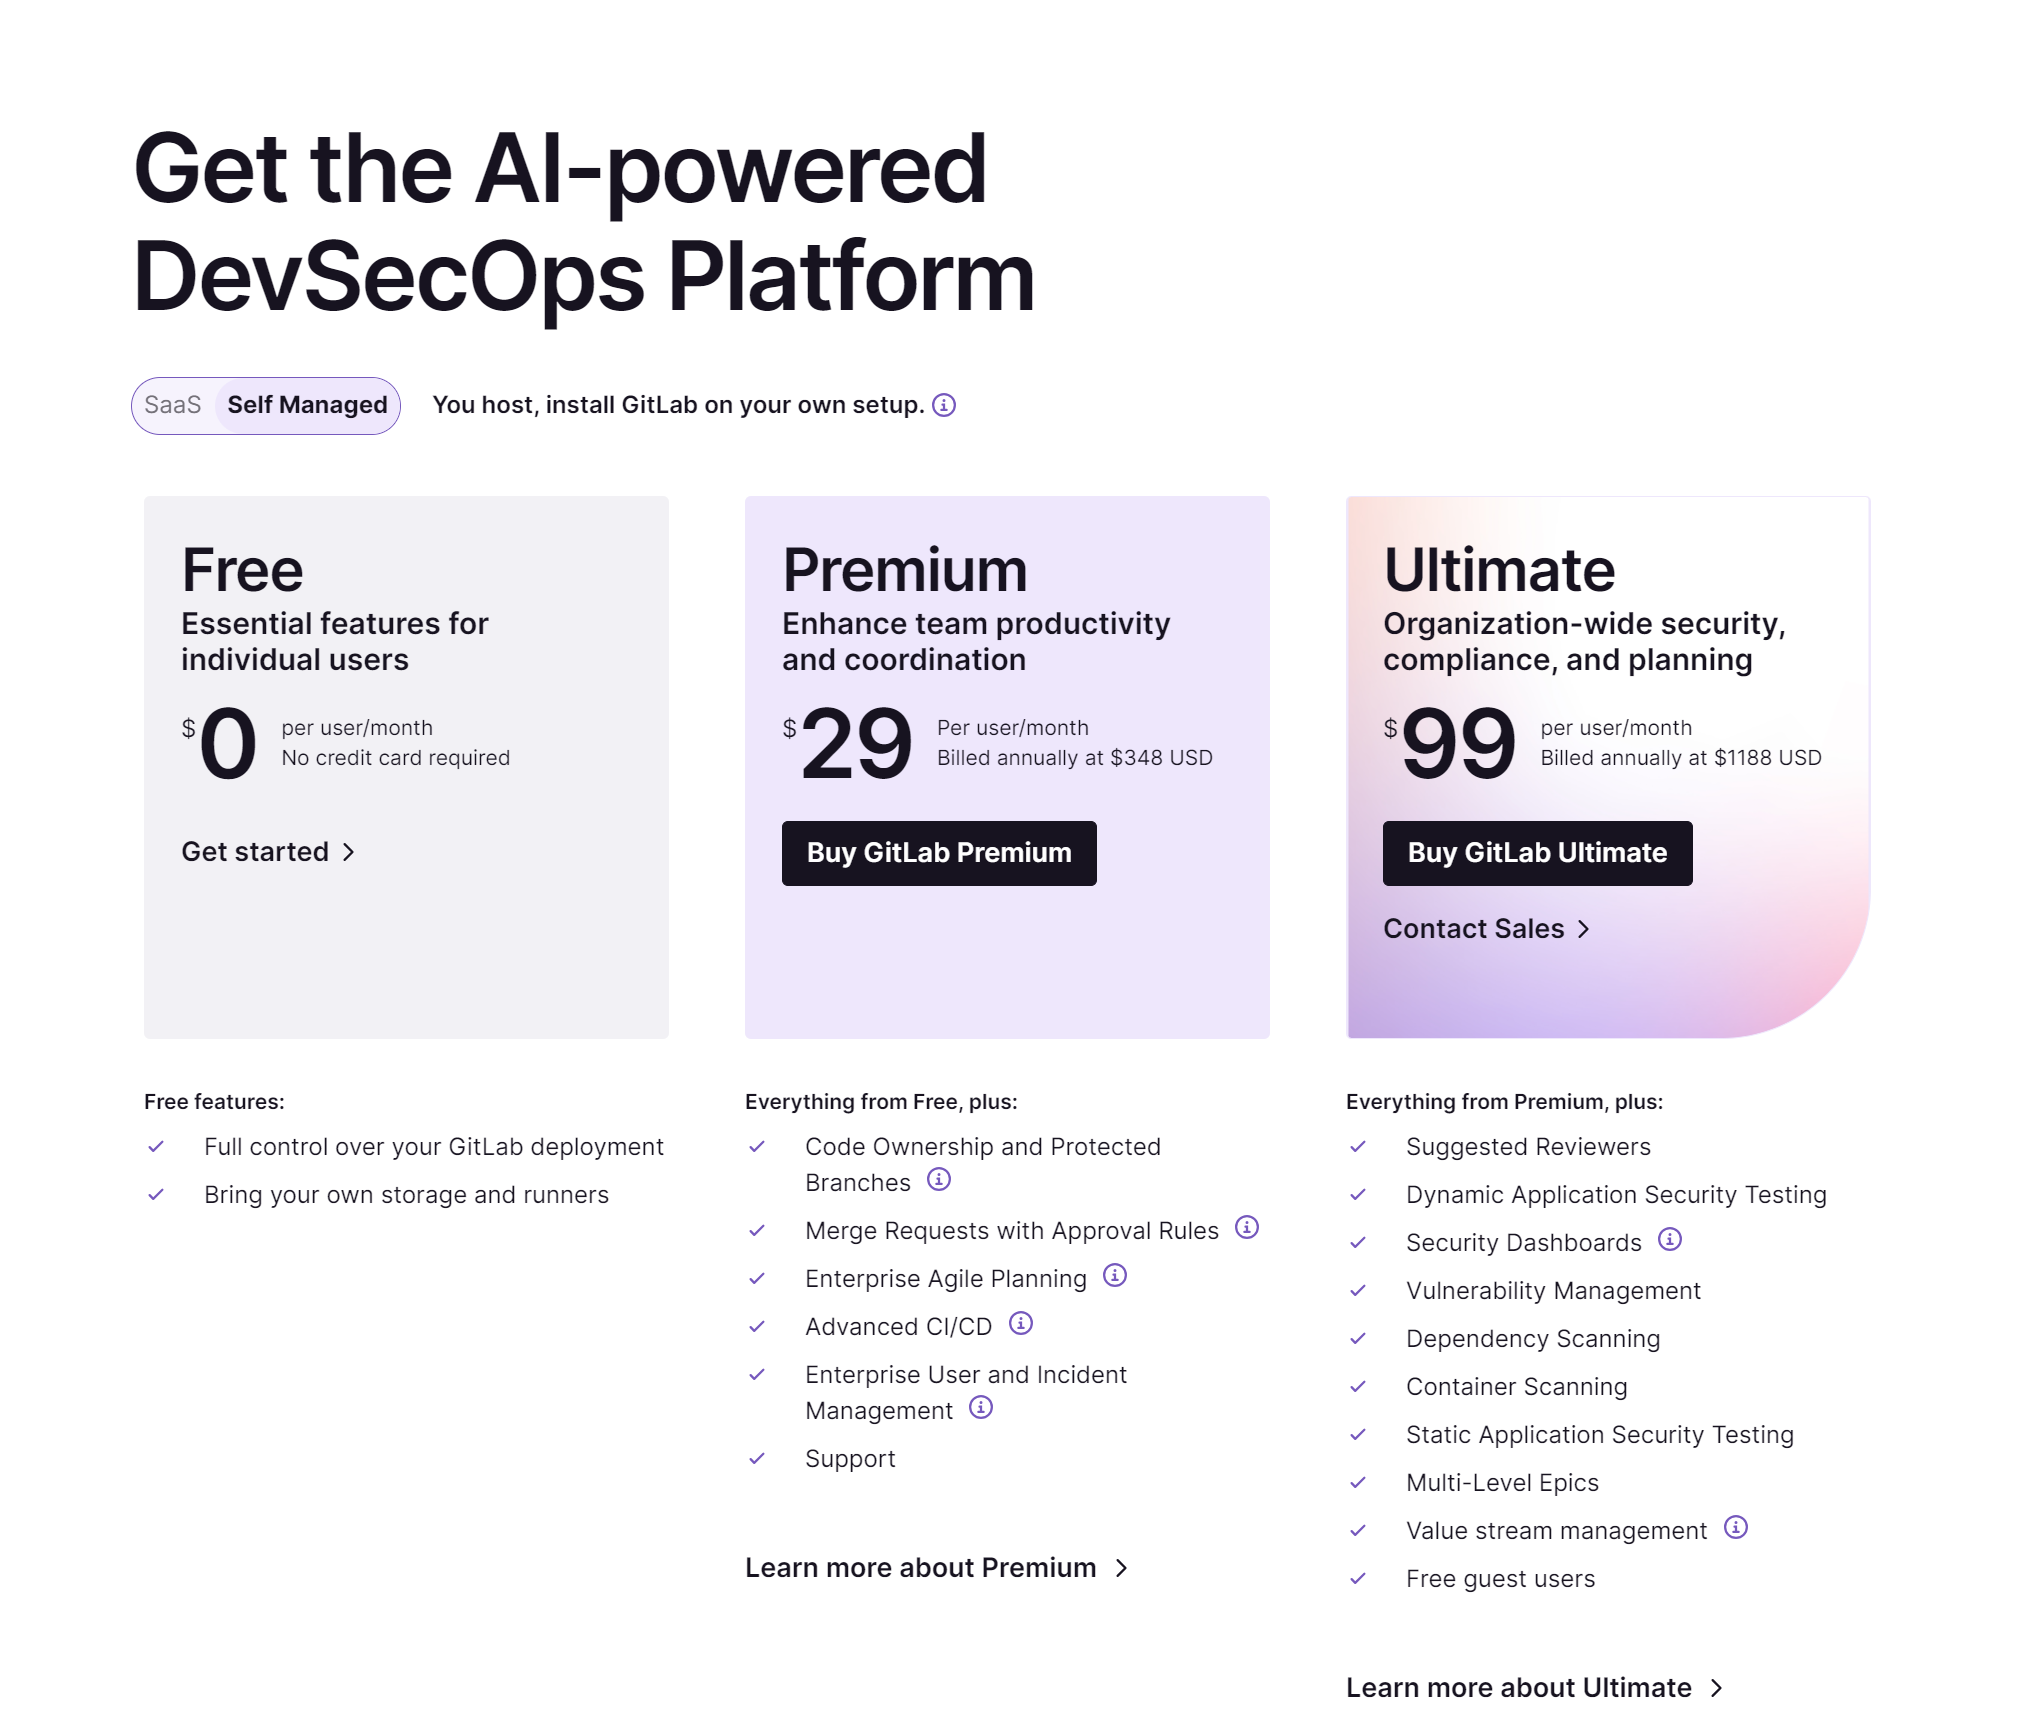 Get the AI-powered
DevSecOps Platform
SaaS
Self Managed
You host, install GitLab on your own setup.
Free
Essential features for
individual users
$0
per user/month
No credit card required
Get started
Premium
Enhance team productivity
and coordination
$29
Per user/month
Billed annually at $348 USD
Buy GitLab Premium
Ultimate
Organization-wide security,
compliance, and planning
$99
per user/month
Billed annually at $1188 USD
Buy GitLab Ultimate
Contact Sales
Free features:
Full control over your GitLab deployment
Bring your own storage and runners
Everything from Free, plus:
Code Ownership and Protected
Branches
Merge Requests with Approval Rules
Enterprise Agile Planning
Advanced CI/CD
Enterprise User and Incident
Management
Support
Learn more about Premium
Everything from Premium, plus:
Suggested Reviewers
Dynamic Application Security Testing
Security Dashboards
Vulnerability Management
Dependency Scanning
Container Scanning
Static Application Security Testing
Multi-Level Epics
Value stream management
Free guest users
Learn more about Ultimate